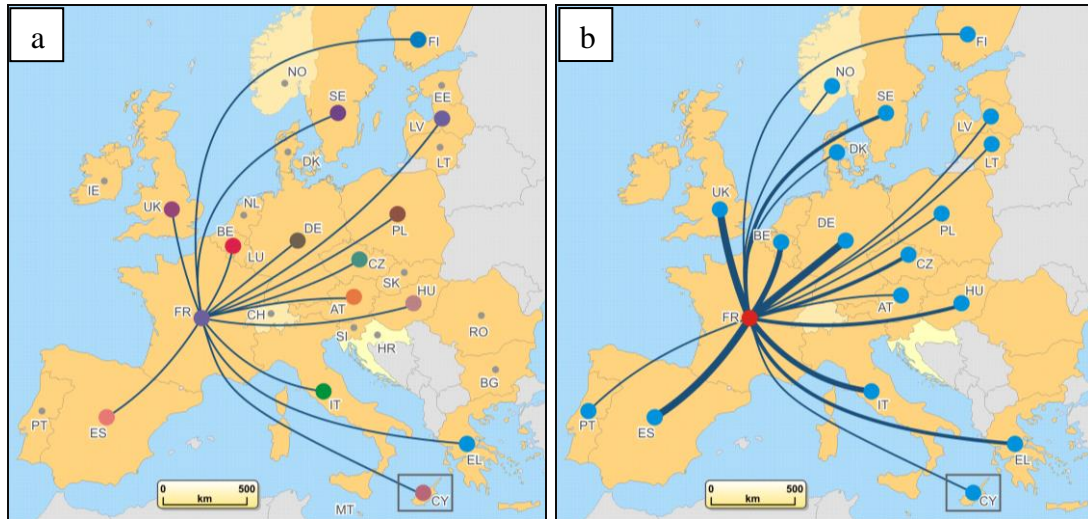 a
FI
NO
SE
EE
LV
LT
DK
IE
UK
NL
BE
DE
PL
LU
CZ
SK
FR
CH
AT
HU
SI
HR
RO
BG
IT
PT
ES
EL
CY
MT
0 500
km
b
FI
NO
SE
LV
LT
DK
UK
BE
DE
PL
CZ
FR
AT
HU
IT
PT
ES
EL
CY
0 500
km